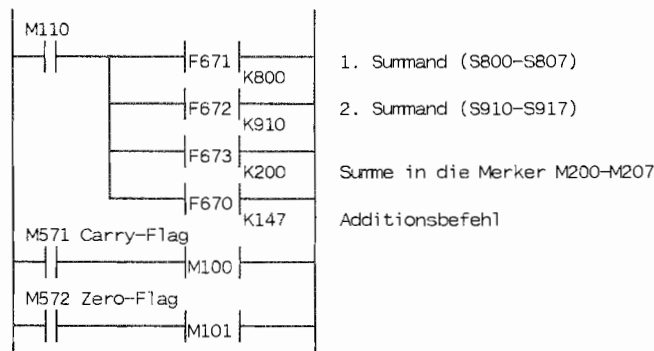 M110
F671 K800 1. Summand (S800-S807)
F672 K910 2. Summand (S910-S917)
F673 K200 Summe in die Merker M200-M207
F670 K147 Additionsbefehl
M571 Carry-Flag
M100
M572 Zero-Flag
M101